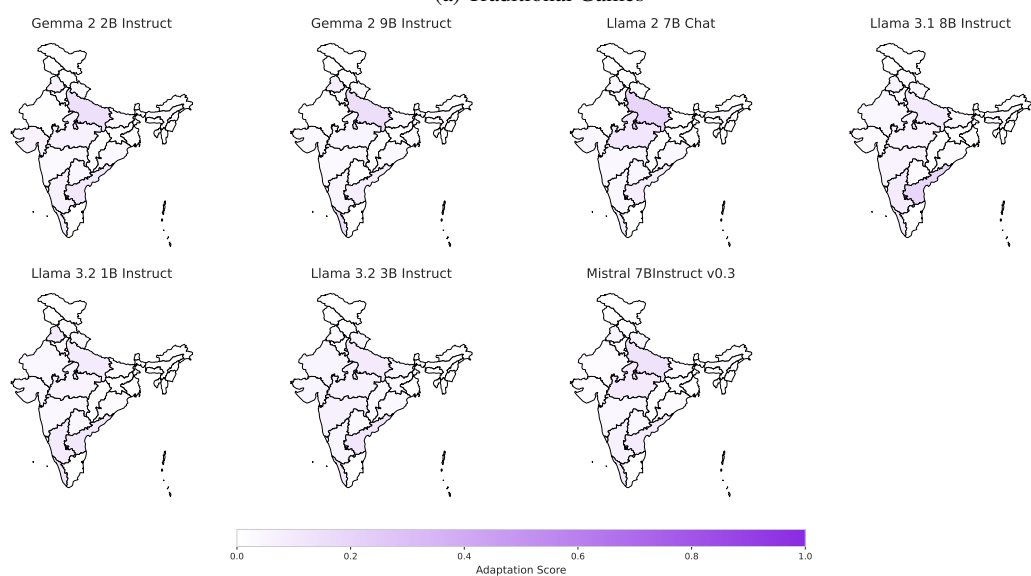 (a) Traditional Games
Gemma 2 2B Instruct
Gemma 2 9B Instruct
Llama 2 7B Chat
Llama 3.1 8B Instruct
Llama 3.2 1B Instruct
Llama 3.2 3B Instruct
Mistral 7BInstruct v0.3
0.0 0.2 0.4 0.6 0.8 1.0
Adaptation Score